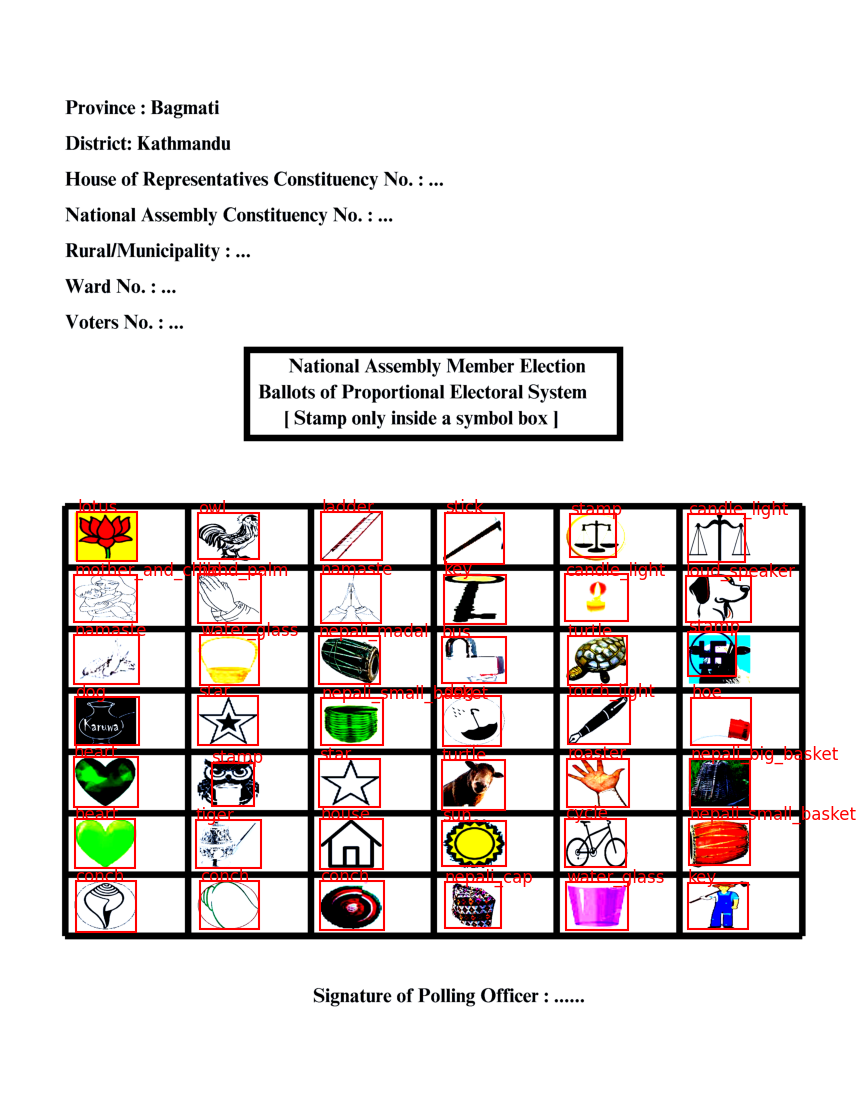 Province : Bagmati
District: Kathmandu
House of Representatives Constituency No. : ...
National Assembly Constituency No. : ...
Rural/Municipality : ...
Ward No. : ...
Voters No. : ...
National Assembly Member Election
Ballots of Proportional Electoral System
[ Stamp only inside a symbol box ]
lotus owl ladder stick stamp candle_light
mother_and_child hand_palm namaste key candle_light loud_speaker
namaste water_glass nepali_madal bus turtle stamp
dog star nepali_small_basket torch_light hoe
Karuwa
heart stamp star turtle roaster nepali_big_basket
heart tiger house sun cycle nepali_small_basket
conch conch conch nepali_cap water_glass key
Signature of Polling Officer : ......